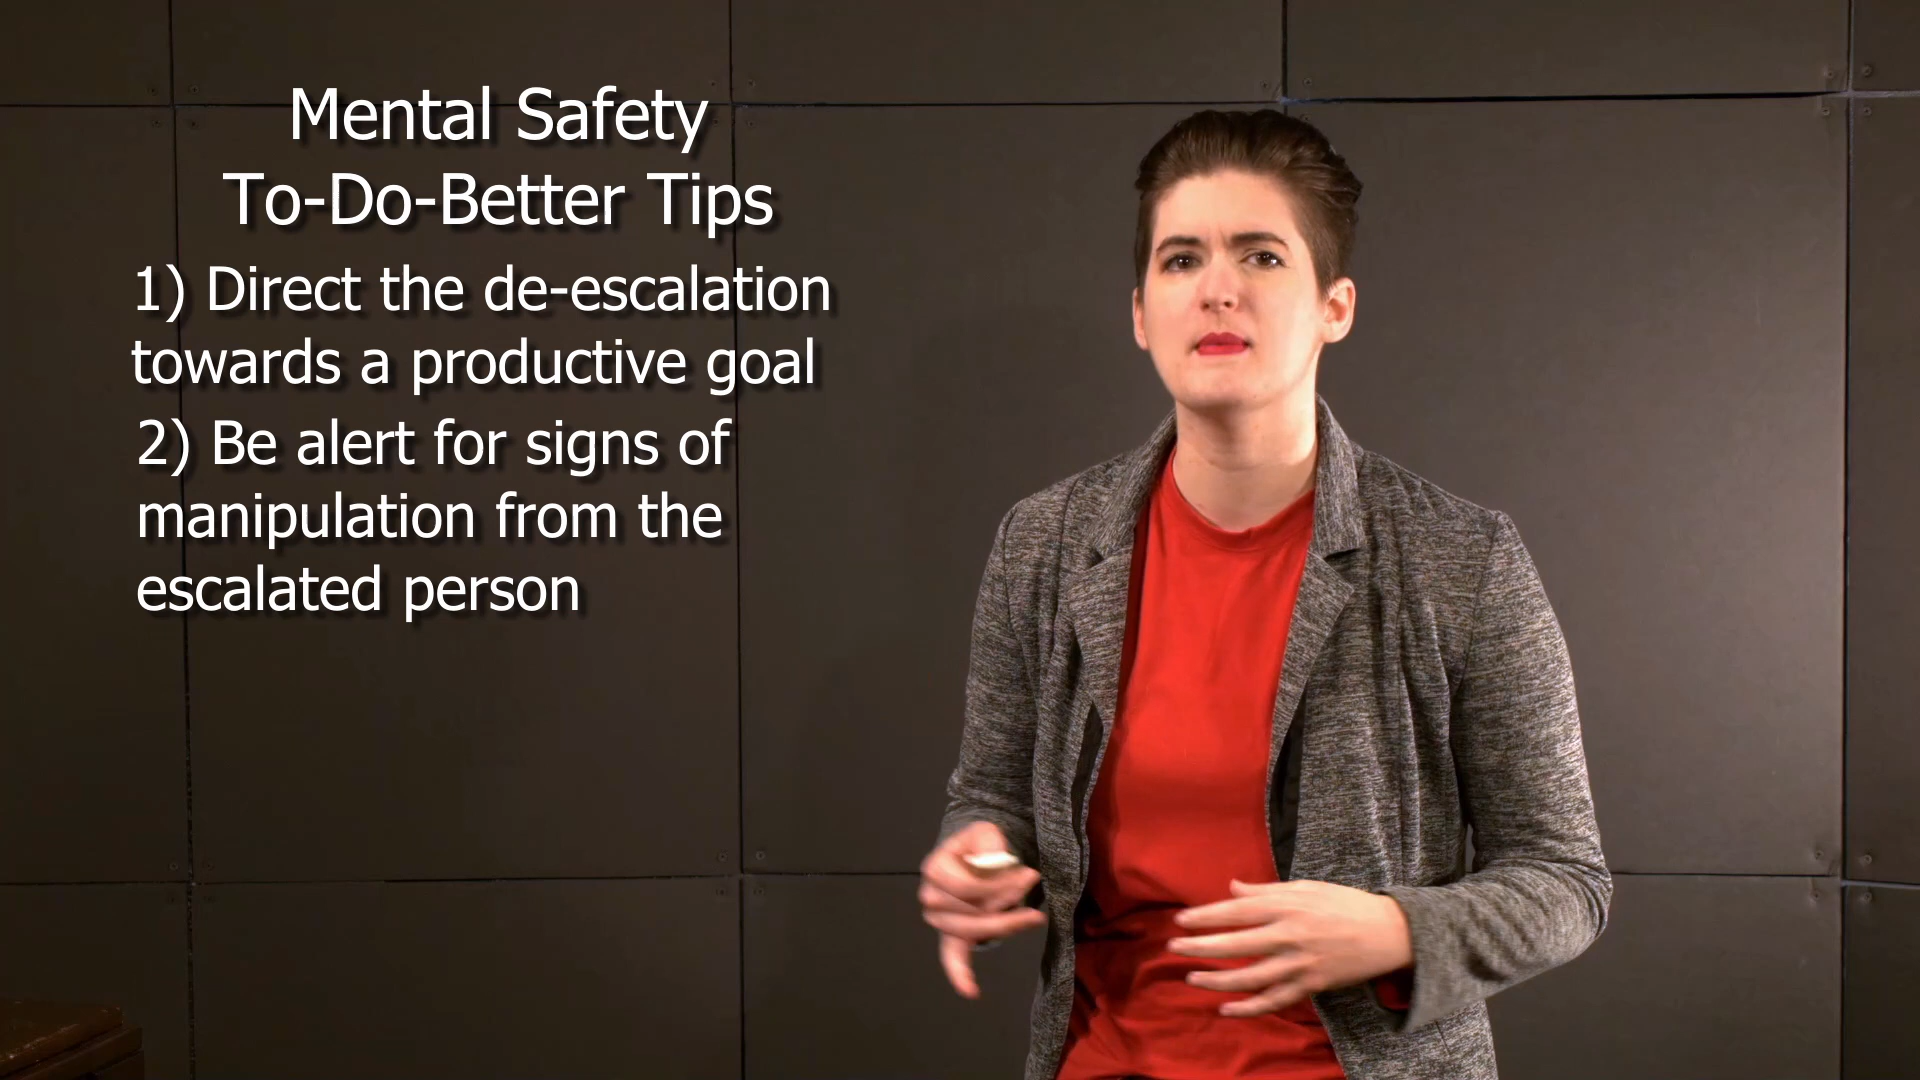 Mental Safety
To-Do-Better Tips
1) Direct the de-escalation
towards a productive goal
2) Be alert for signs of
manipulation from the
escalated person